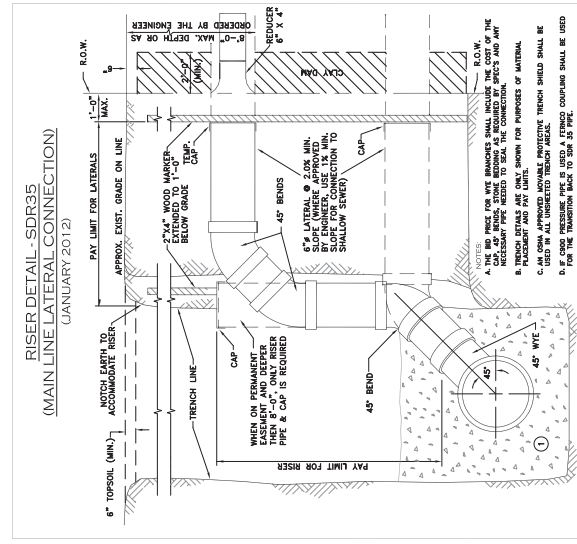 RISER DETAIL - SDR35
(MAIN LINE LATERAL CONNECTION)
(JANUARY 2012)
6" TOPSOIL (MIN.)
NOTCH EARTH TO
ACCOMMODATE RISER
TRENCH LINE
PAY LIMIT FOR LATERALS
APPROX. EXIST. GRADE ON LINE
2"X4" WOOD MARKER
EXTENDED TO 1'-0"
BELOW GRADE
TEMP.
CAP
1'-0"
MAX.
R.O.W.
6"
2'-0"
(MIN.)
8'-0" MAX. DEPTH OR AS
ORDERED BY THE ENGINEER
REDUCER
6" X 4"
CLAY DAM
R.O.W.
CAP
WHEN ON PERMANENT
EASEMENT AND DEEPER
THEN 8'-0", ONLY RISER
PIPE & CAP IS REQUIRED
45° BENDS
6"ø LATERAL @ 2.0% MIN.
SLOPE (WHERE APPROVED
BY ENGINEER, USE 1% MIN.
SLOPE FOR CONNECTION TO
SHALLOW SEWER)
CAP
PAY LIMIT FOR RISER
45° BEND
45°
45° WYE
1
NOTES:
A. THE BID PRICE FOR WYE BRANCHES SHALL INCLUDE THE COST OF THE
CAP, 45° BENDS, STONE BEDDING AS REQUIRED BY SPEC'S AND ANY
NECESSARY PIPE NEEDED TO SEAL THE CONNECTION.
B. TRENCH DETAILS ARE ONLY SHOWN FOR PURPOSES OF MATERIAL
PLACEMENT AND PAY LIMITS.
C. AN OSHA APPROVED MOVABLE PROTECTIVE TRENCH SHIELD SHALL BE
USED IN ALL UNSHEETED TRENCH AREAS.
D. IF C900 PRESSURE PIPE IS USED A FERNCO COUPLING SHALL BE USED
FOR THE TRANSITION BACK TO SDR 35 PIPE.